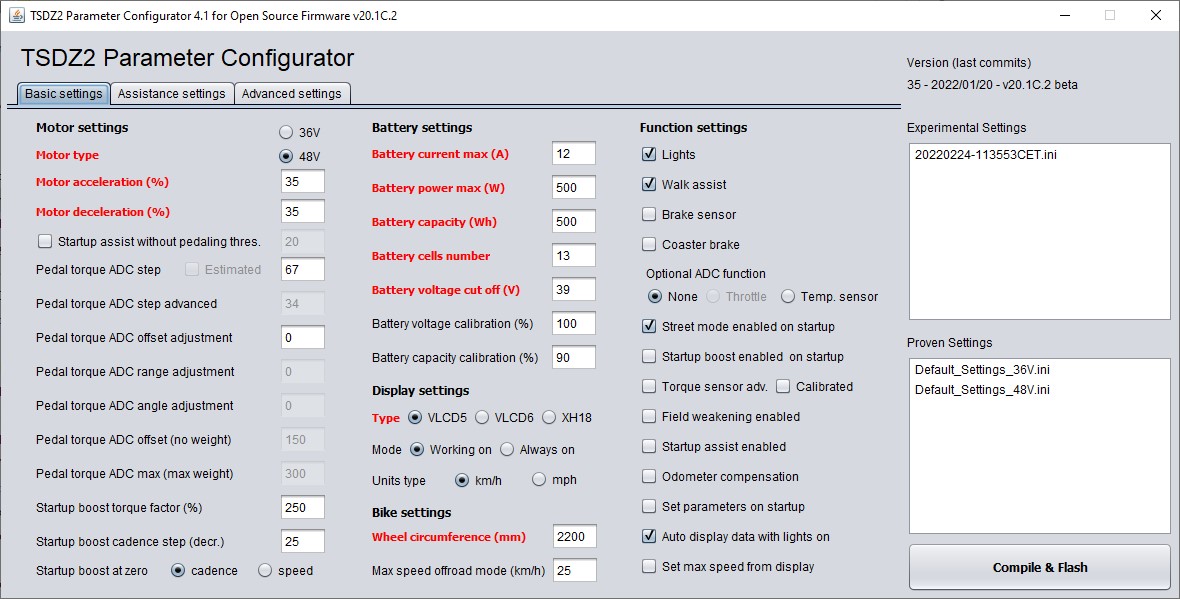 TSDZ2 Parameter Configurator 4.1 for Open Source Firmware v20.1C.2
TSDZ2 Parameter Configurator
Basic settings
Assistance settings
Advanced settings
Motor settings
36V
Motor type
48V
Motor acceleration (%)
35
Motor deceleration (%)
35
Startup assist without pedaling thres.
20
Pedal torque ADC step
Estimated
67
Pedal torque ADC step advanced
34
Pedal torque ADC offset adjustment
0
Pedal torque ADC range adjustment
0
Pedal torque ADC angle adjustment
0
Pedal torque ADC offset (no weight)
150
Pedal torque ADC max (max weight)
300
Startup boost torque factor (%)
250
Startup boost cadence step (decr.)
25
Startup boost at zero
cadence
speed
Battery settings
Battery current max (A)
12
Battery power max (W)
500
Battery capacity (Wh)
500
Battery cells number
13
Battery voltage cut off (V)
39
Battery voltage calibration (%)
100
Battery capacity calibration (%)
90
Display settings
Type
VLCD5
VLCD6
XH18
Mode
Working on
Always on
Units type
km/h
mph
Bike settings
Wheel circumference (mm)
2200
Max speed offroad mode (km/h)
25
Function settings
Lights
Walk assist
Brake sensor
Coaster brake
Optional ADC function
None
Throttle
Temp. sensor
Street mode enabled on startup
Startup boost enabled on startup
Torque sensor adv.
Calibrated
Field weakening enabled
Startup assist enabled
Odometer compensation
Set parameters on startup
Auto display data with lights on
Set max speed from display
Version (last commits)
35 - 2022/01/20 - v20.1C.2 beta
Experimental Settings
20220224-113553CET.ini
Proven Settings
Default_Settings_36V.ini
Default_Settings_48V.ini
Compile & Flash